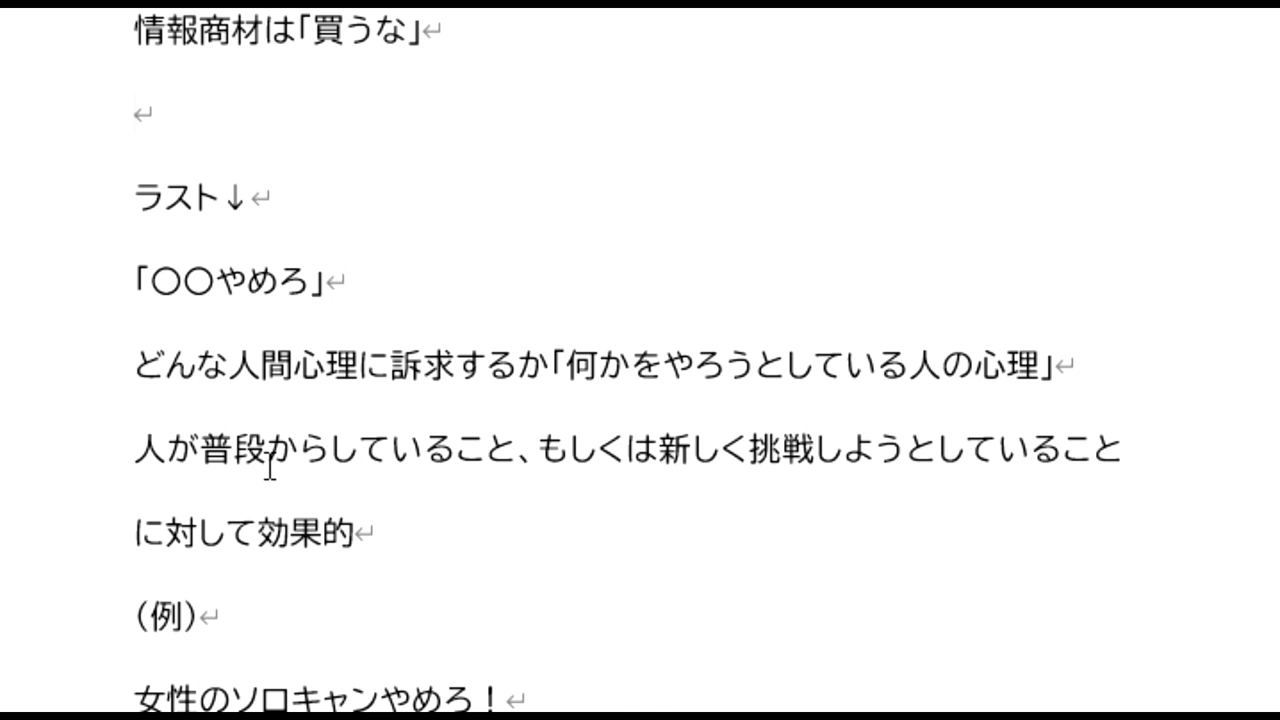 情報商材は「買うな」↵
↵
ラスト↓↵
「〇〇やめろ」↵
どんな人間心理に訴求するか「何かをやろうとしている人の心理」↵
人が普段からしていること、もしくは新しく挑戦しようとしていること
に対して効果的↵
（例）↵
女性のソロキャンやめろ！↵